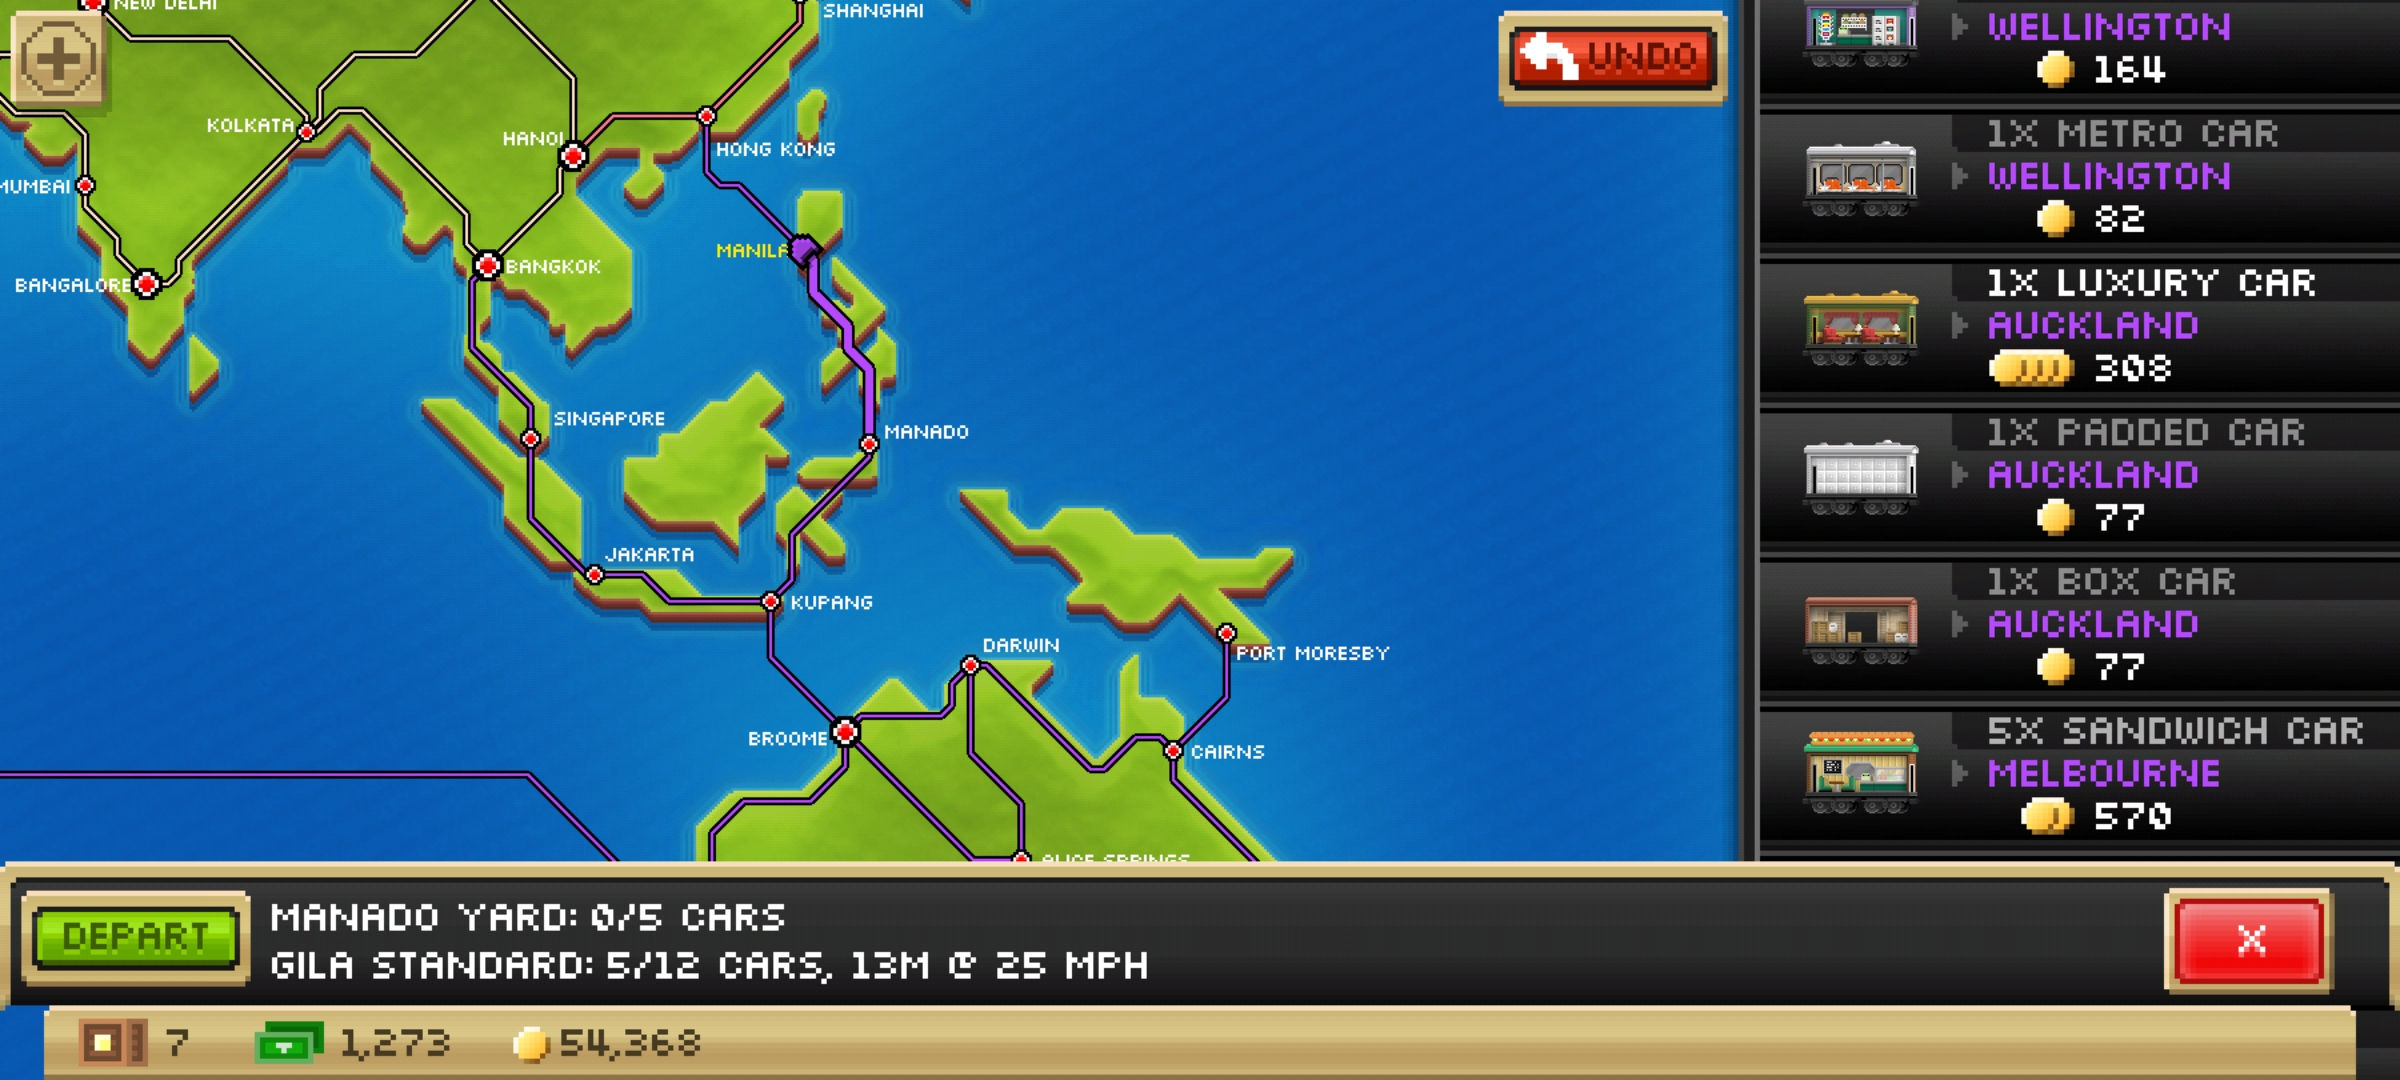 NEW DELHI
SHANGHAI
KOLKATA
HANOI
HONG KONG
MUMBAI
MANILA
BANGALORE
BANGKOK
SINGAPORE
MANADO
JAKARTA
KUPANG
DARWIN
PORT MORESBY
BROOME
CAIRNS
ALICE SPRINGS
UNDO
WELLINGTON
164
1X METRO CAR
WELLINGTON
82
1X LUXURY CAR
AUCKLAND
308
1X PADDED CAR
AUCKLAND
77
1X BOX CAR
AUCKLAND
77
5X SANDWICH CAR
MELBOURNE
570
DEPART
MANADO YARD: 0/5 CARS
GILA STANDARD: 5/12 CARS, 13M @ 25 MPH
X
7
1,273
54,368